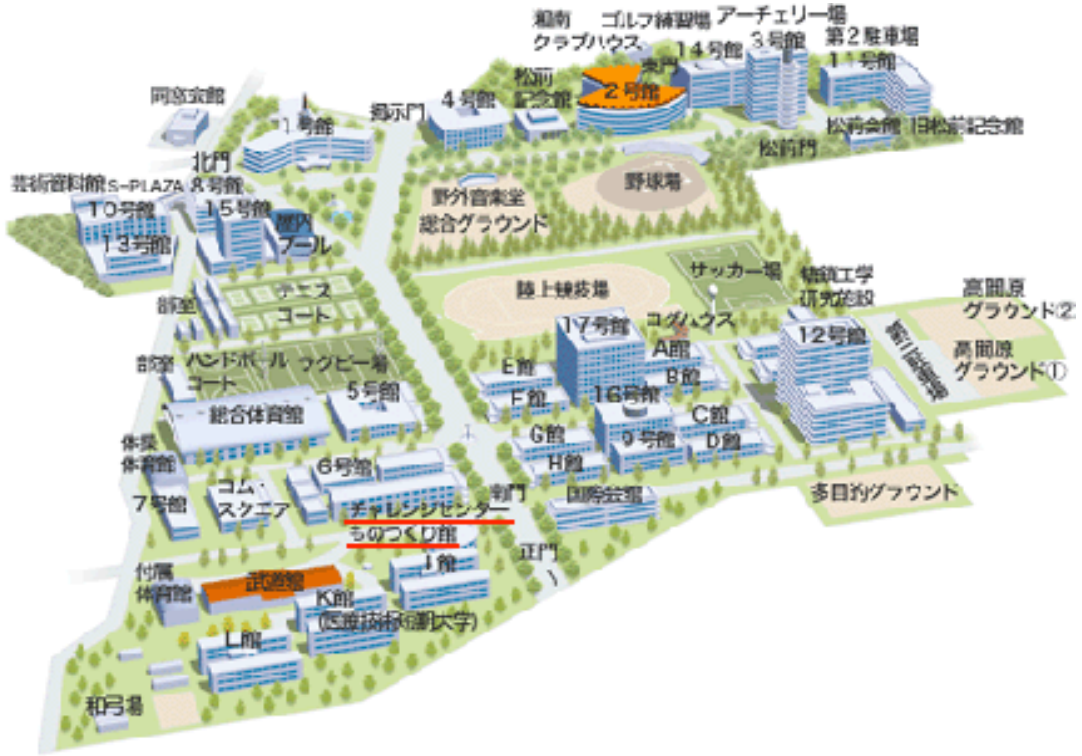 湘南
クラブハウス
ゴルフ練習場
アーチェリー場
14号館
3号館
第2駐車場
11号館
同窓会館
1号館
掲示門
4号館
松前
記念館
東門
2号館
松前会館 旧松前記念館
松前門
北門
芸術資料館
S-PLAZA
8号館
10号館
15号館
13号館
屋内
プール
野外音楽堂
総合グラウンド
野球場
部室
テニス
コート
陸上競技場
サッカー場
糖鎖工学
研究施設
高間原
グラウンド②
17号館
コグハウス
12号館
高間原
グラウンド①
部室
ハンドボール
コート
ラグビー場
E館
A館
F館
B館
5号館
総合体育館
16号館
C館
G館
9号館
D館
H館
体育館
6号館
7号館
コム・
スクエア
南門
国際会館
多目的グラウンド
チャレンジセンター
ものつくり館
正門
J館
付属
体育館
武道館
K館
(医療技術短期大学)
L館
和弓場